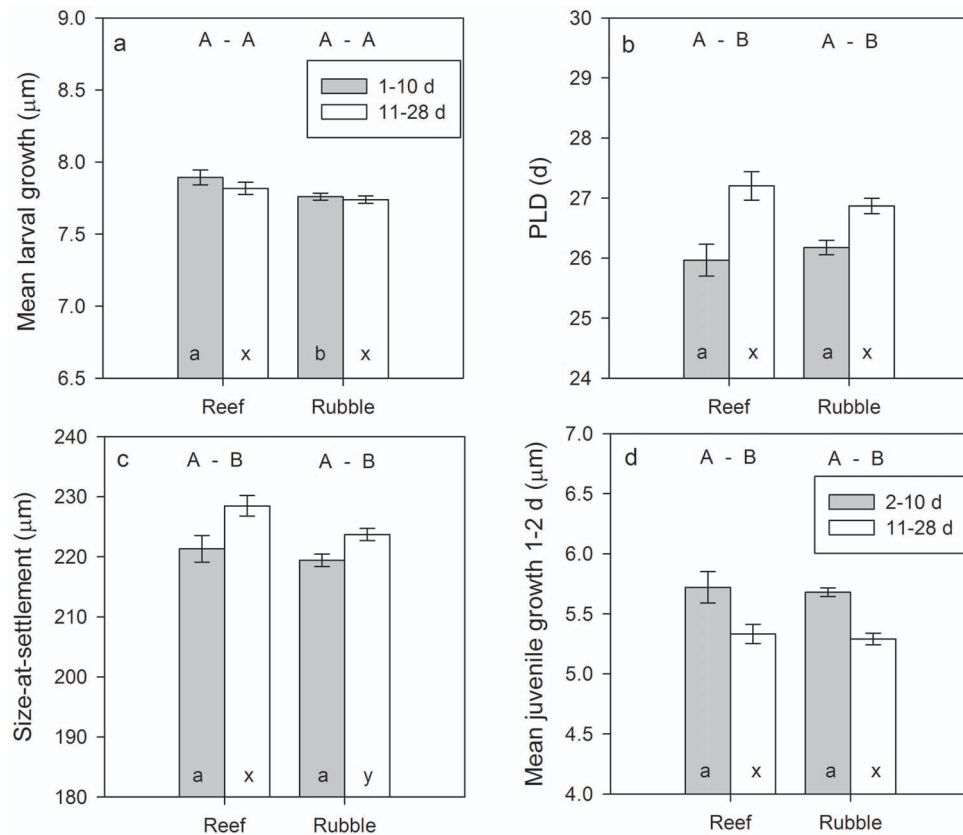 a
A - A
A - A
1-10 d
11-28 d
Mean larval growth (μm)
9.0
8.5
8.0
7.5
7.0
6.5
a
x
b
x
Reef
Rubble
b
A - B
A - B
PLD (d)
30
29
28
27
26
25
24
a
x
a
x
Reef
Rubble
c
A - B
A - B
Size-at-settlement (μm)
240
230
220
210
200
190
180
a
x
a
y
Reef
Rubble
d
A - B
A - B
2-10 d
11-28 d
Mean juvenile growth 1-2 d (μm)
7.0
6.5
6.0
5.5
5.0
4.5
4.0
a
x
a
x
Reef
Rubble